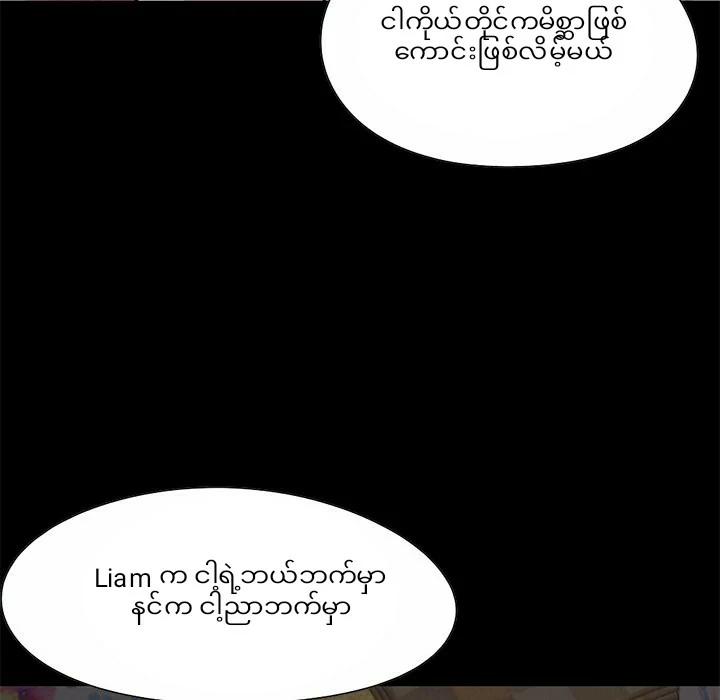 ငါကိုယ်တိုင်ကမိစ္ဆာဖြစ်
ကောင်းဖြစ်လိမ့်မယ်
Liam က ငါ့ရဲ့ဘယ်ဘက်မှာ
နင်က ငါ့ညာဘက်မှာ